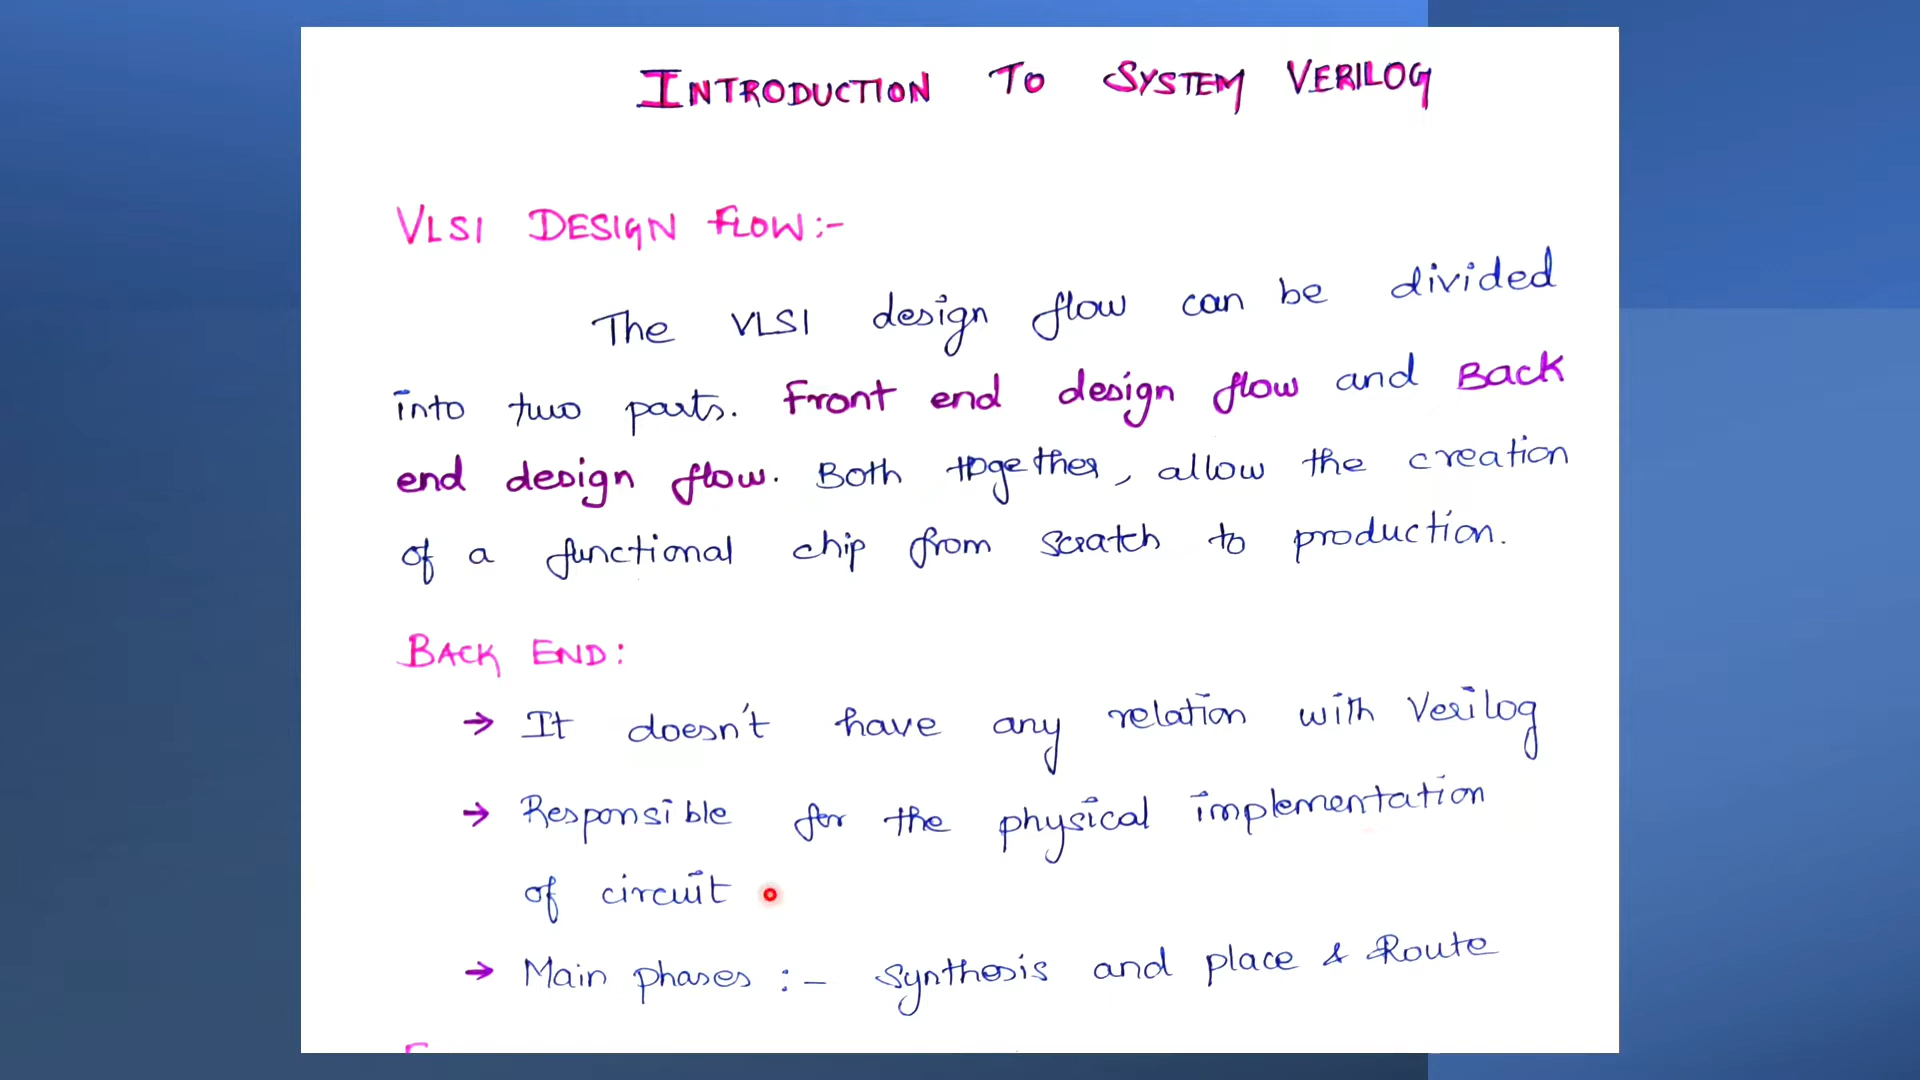 INTRODUCTION TO SYSTEM VERILOG
VLSI DESIGN FLOW:-
The VLSI design flow can be divided
into two parts. Front end design flow and Back
end design flow. Both together, allow the creation
of a functional chip from scratch to production.
BACK END:
→ It doesn't have any relation with Verilog
→ Responsible for the physical implementation
of circuit
→ Main phases :- Synthesis and place & Route